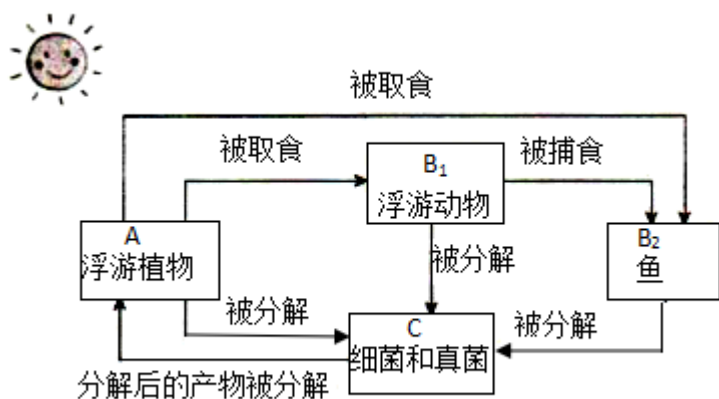 被取食
被取食
B₁
浮游动物
被捕食
A
浮游植物
B₂
鱼
被分解
被分解
C
细菌和真菌
被分解
分解后的产物被分解